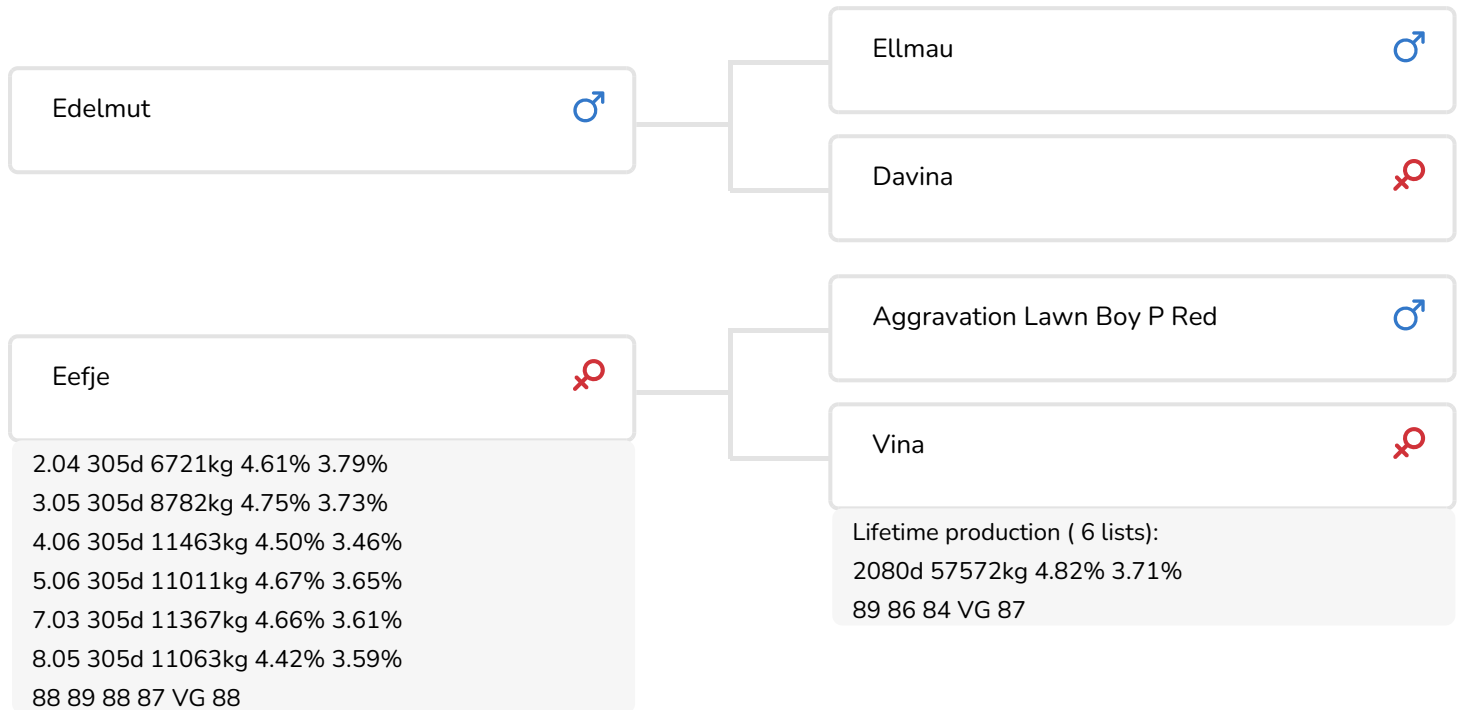 Edelmut
Ellmau
Davina
Eefje
2.04 305d 6721kg 4.61% 3.79%
3.05 305d 8782kg 4.75% 3.73%
4.06 305d 11463kg 4.50% 3.46%
5.06 305d 11011kg 4.67% 3.65%
7.03 305d 11367kg 4.66% 3.61%
8.05 305d 11063kg 4.42% 3.59%
88 89 88 87 VG 88
Aggravation Lawn Boy P Red
Vina
Lifetime production ( 6 lists):
2080d 57572kg 4.82% 3.71%
89 86 84 VG 87